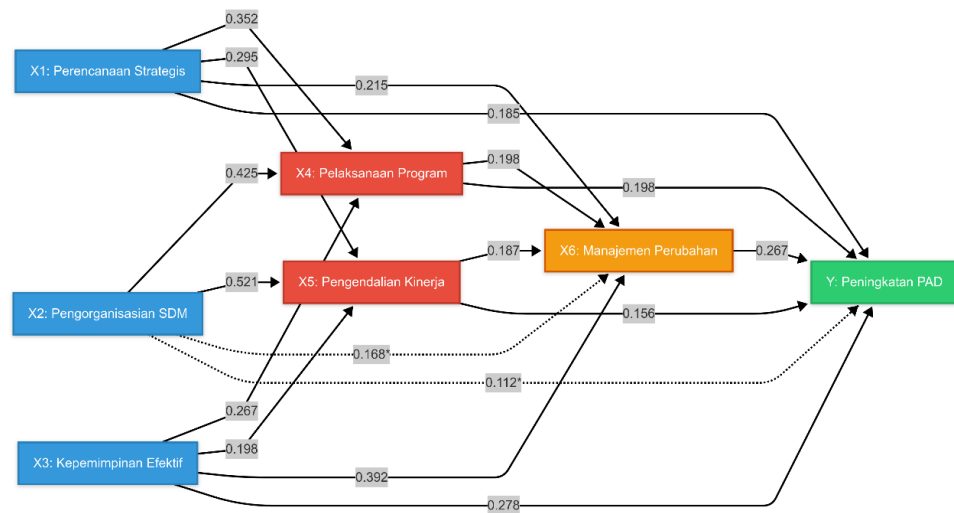 0.352
0.295
X1: Perencanaan Strategis
0.215
0.185
0.198
X4: Pelaksanaan Program
0.425
0.198
0.187
X6: Manajemen Perubahan
0.267
0.521
X5: Pengendalian Kinerja
Y: Peningkatan PAD
X2: Pengorganisasian SDM
0.156
0.168*
0.112*
0.267
0.198
X3: Kepemimpinan Efektif
0.392
0.278